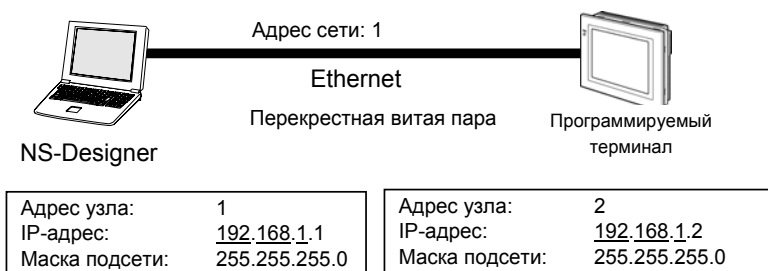 Адрес сети: 1
Ethernet
Перекрестная витая пара
NS-Designer
Программируемый
терминал
Адрес узла: 1
IP-адрес: 192.168.1.1
Маска подсети: 255.255.255.0
Адрес узла: 2
IP-адрес: 192.168.1.2
Маска подсети: 255.255.255.0